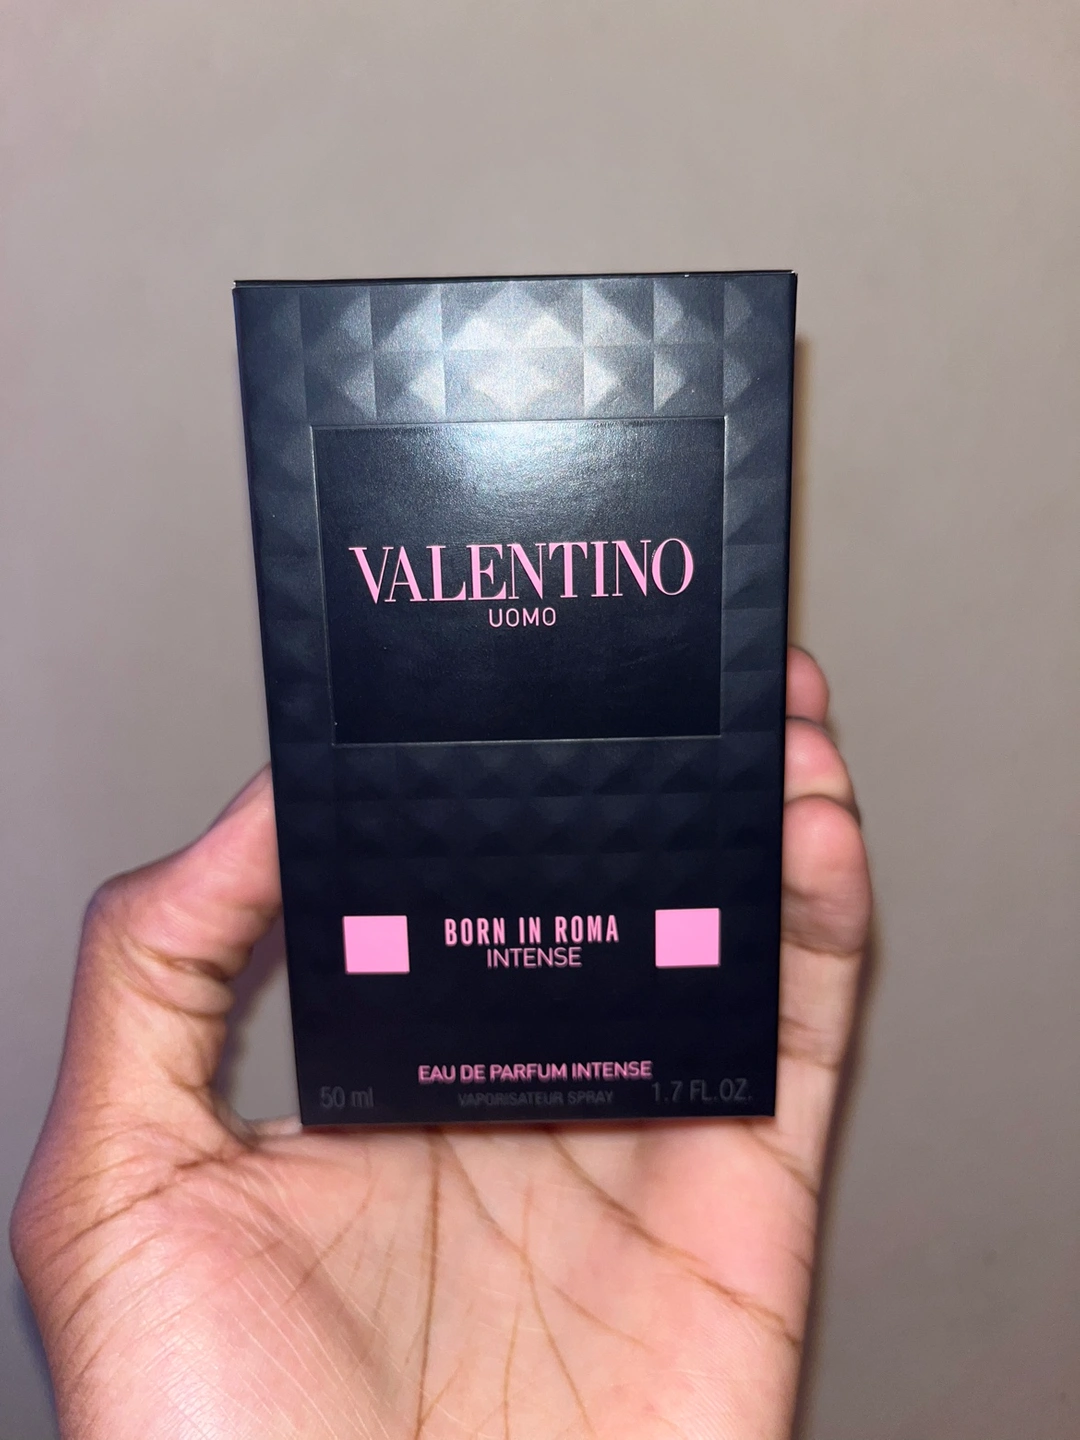 VALENTINO
UOMO
BORN IN ROMA
INTENSE
EAU DE PARFUM INTENSE
50 ml VAPORISATEUR SPRAY 1.7 FL.OZ.